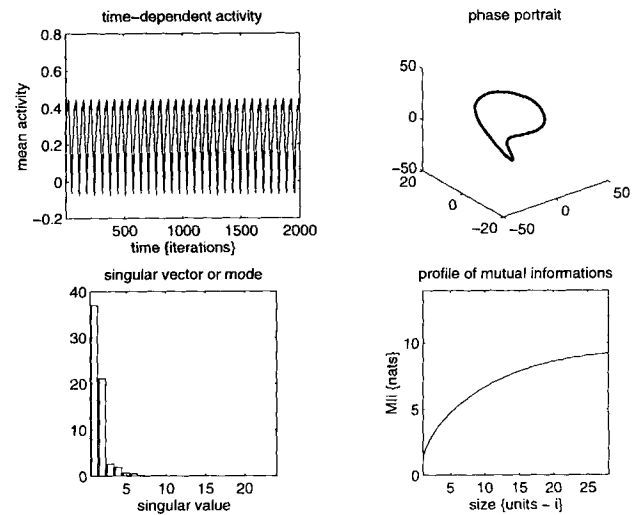 time-dependent activity
0.8
0.6
0.4
0.2
0
-0.2
mean activity
500 1000 1500 2000
time {iterations}
phase portrait
50
0
-50
20
0
-20
-50
0
50
singular vector or mode
40
30
20
10
0
5 10 15 20
singular value
profile of mutual informations
10
5
0
MIi {nats}
5 10 15 20 25
size {units - i}